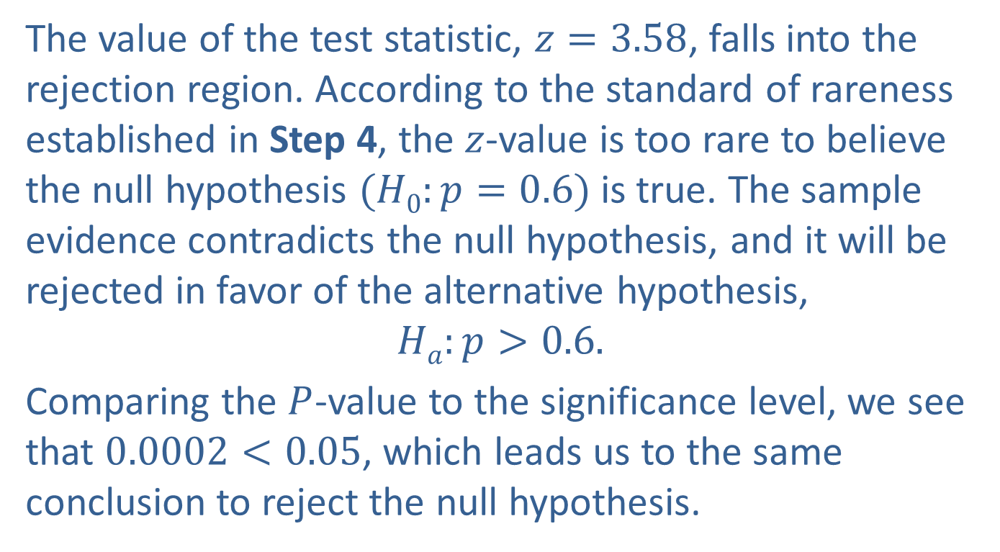 The value of the test statistic, z = 3.58, falls into the
rejection region. According to the standard of rareness
established in Step 4, the z-value is too rare to believe
the null hypothesis (H₀: p = 0.6) is true. The sample
evidence contradicts the null hypothesis, and it will be
rejected in favor of the alternative hypothesis,
Hₐ: p > 0.6.
Comparing the P-value to the significance level, we see
that 0.0002 < 0.05, which leads us to the same
conclusion to reject the null hypothesis.